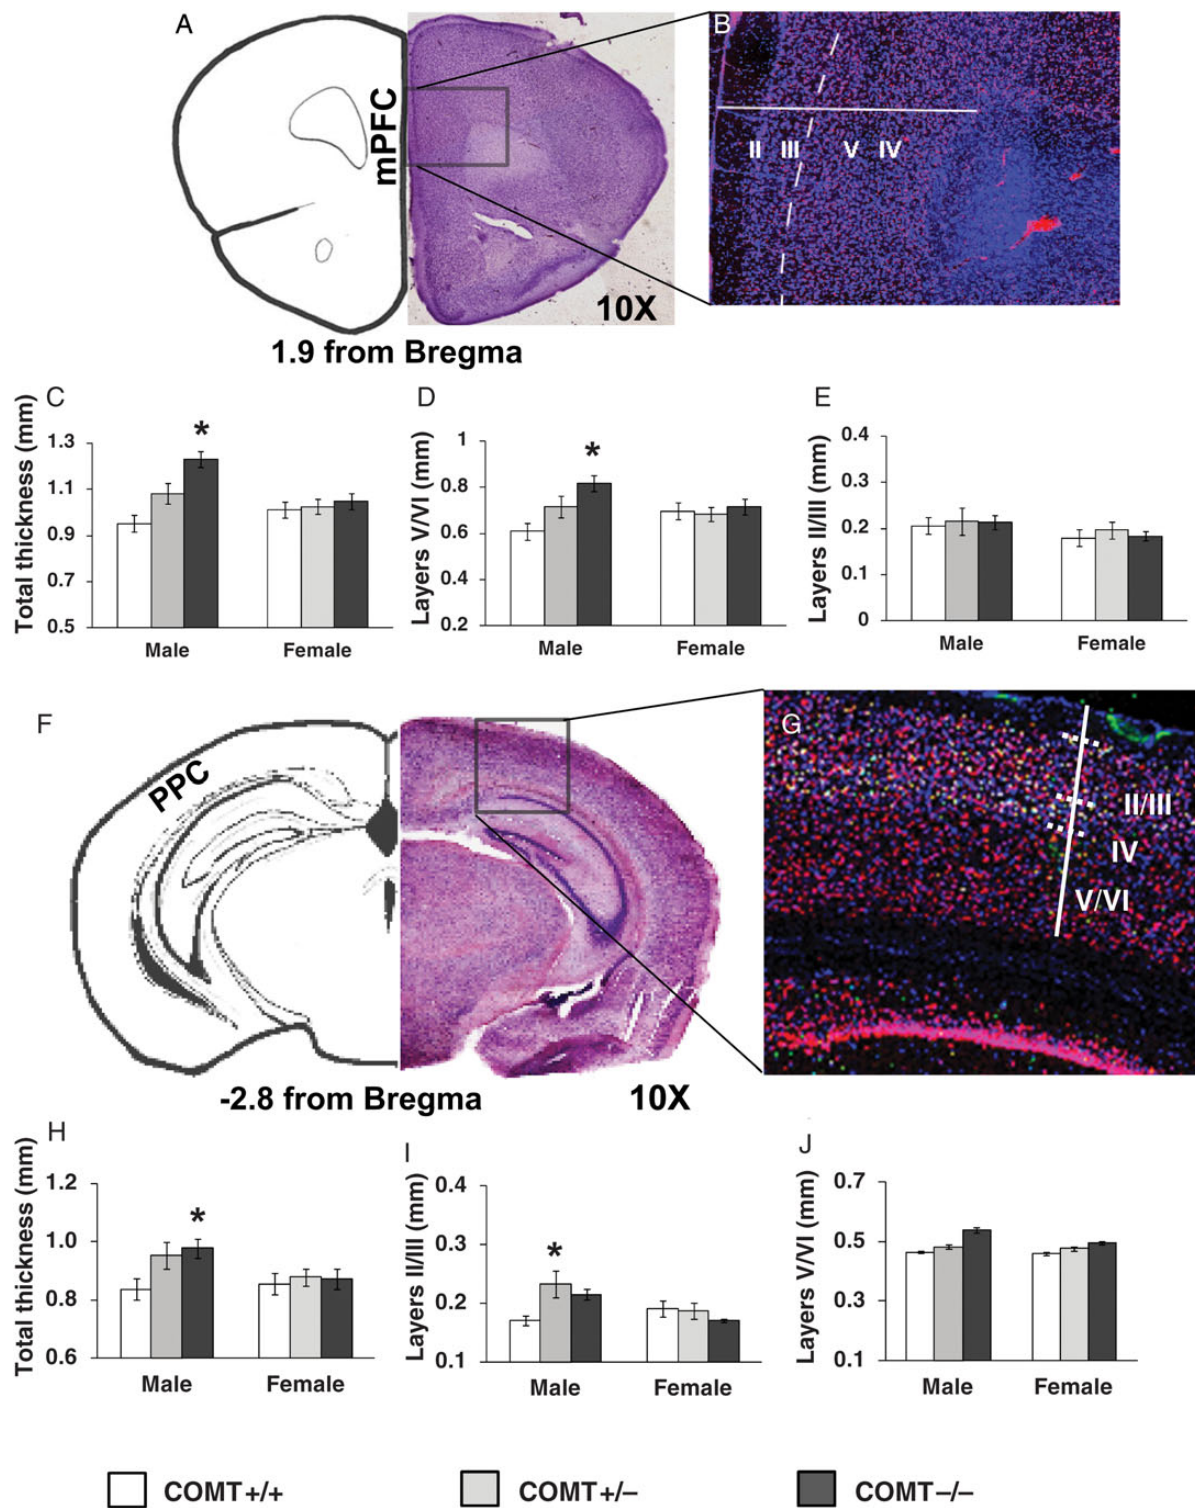 A
B
mPFC
II III V IV
10X
1.9 from Bregma
C
Total thickness (mm)
1.3
1.1
0.9
0.7
0.5
Male Female
D
Layers V/VI (mm)
1
0.8
0.6
0.4
0.2
*
Male Female
E
Layers II/III (mm)
0.4
0.3
0.2
0.1
0
*
Male Female
F
PPC
G
II/III
IV
V/VI
-2.8 from Bregma
10X
H
Total thickness (mm)
1.2
1.0
0.8
0.6
*
Male Female
I
Layers II/III (mm)
0.4
0.3
0.2
0.1
*
Male Female
J
Layers V/VI (mm)
0.7
0.5
0.3
0.1
Male Female
COMT+/+ COMT+/− COMT−/−